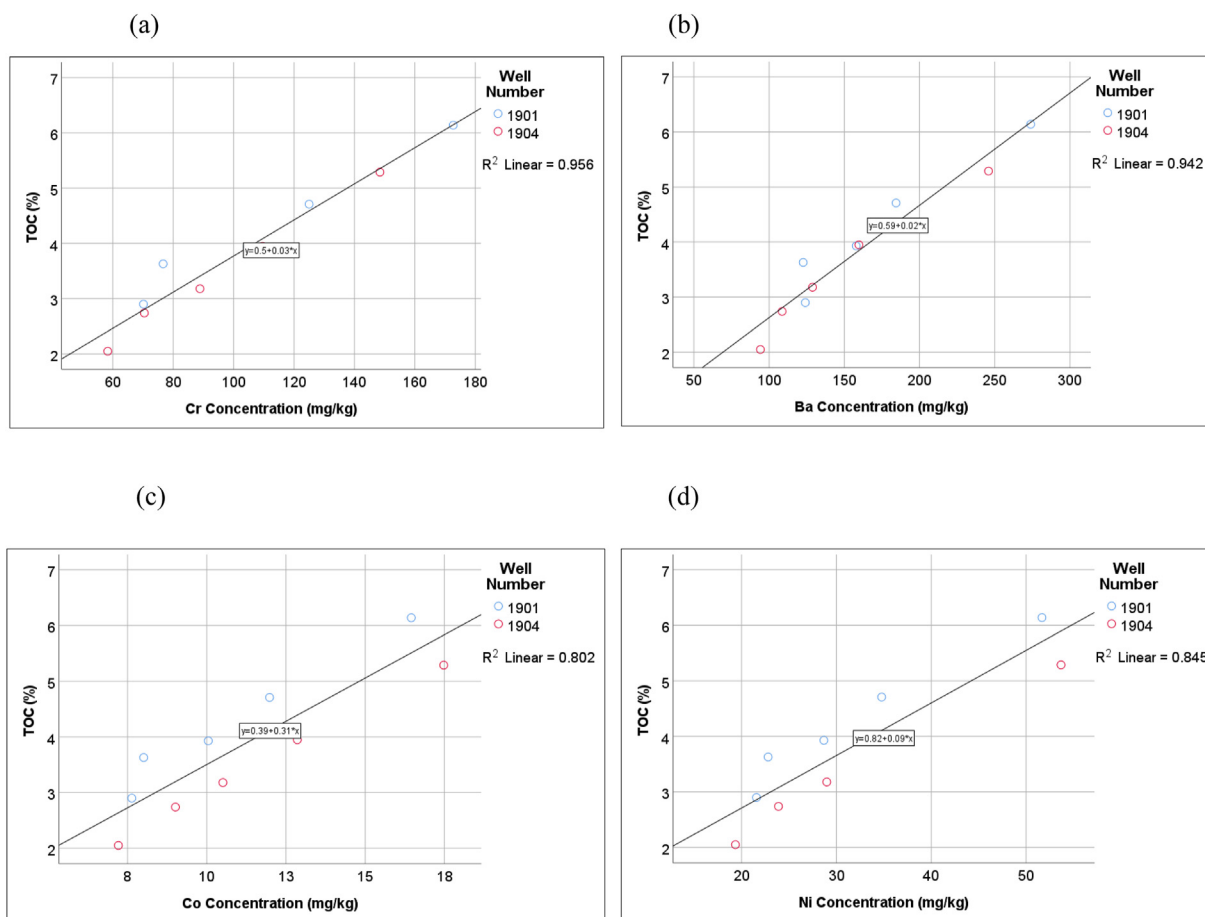 (a)
7
6
5
4
3
2
TOC (%)
60 80 100 120 140 160 180
Cr Concentration (mg/kg)
y=0.5+0.03*x
Well
Number
1901
1904
R² Linear = 0.956
(b)
7
6
5
4
3
2
TOC (%)
50 100 150 200 250 300
Ba Concentration (mg/kg)
y=0.59+0.02*x
Well
Number
1901
1904
R² Linear = 0.942
(c)
7
6
5
4
3
2
TOC (%)
8 10 13 15 18
Co Concentration (mg/kg)
y=0.39+0.31*x
Well
Number
1901
1904
R² Linear = 0.802
(d)
7
6
5
4
3
2
TOC (%)
20 30 40 50
Ni Concentration (mg/kg)
y=0.82+0.09*x
Well
Number
1901
1904
R² Linear = 0.845